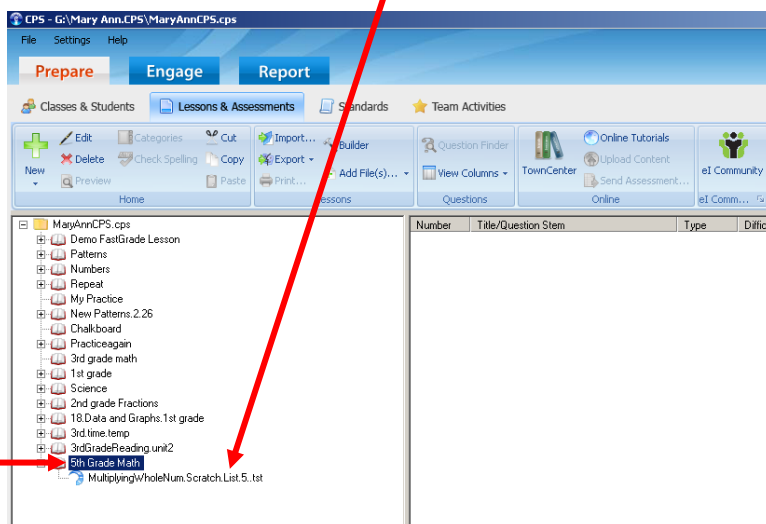 CPS - G:\Mary Ann.CPS\MaryAnnCPS.cps
File Settings Help
Prepare Engage Report
Classes & Students Lessons & Assessments Standards Team Activities
Edit Categories Cut Import... Builder Question Finder Online Tutorials
New Delete Check Spelling Copy Export Add File(s)... View Columns TownCenter Upload Content eI Community
Preview Paste Print... Send Assessment...
Home Lessons Questions Online eI Comm...
MaryAnnCPS.cps Number Title/Question Stem Type Diffic
Demo FastGrade Lesson
Patterns
Numbers
Repeat
My Practice
New Patterns.2.26
Chalkboard
Practiceagain
3rd grade math
1st grade
Science
2nd grade Fractions
18.Data and Graphs.1st grade
3rd.time.temp
3rdGradeReading.unit2
5th Grade Math
MultiplyingWholeNum.Scratch.List.5..tst